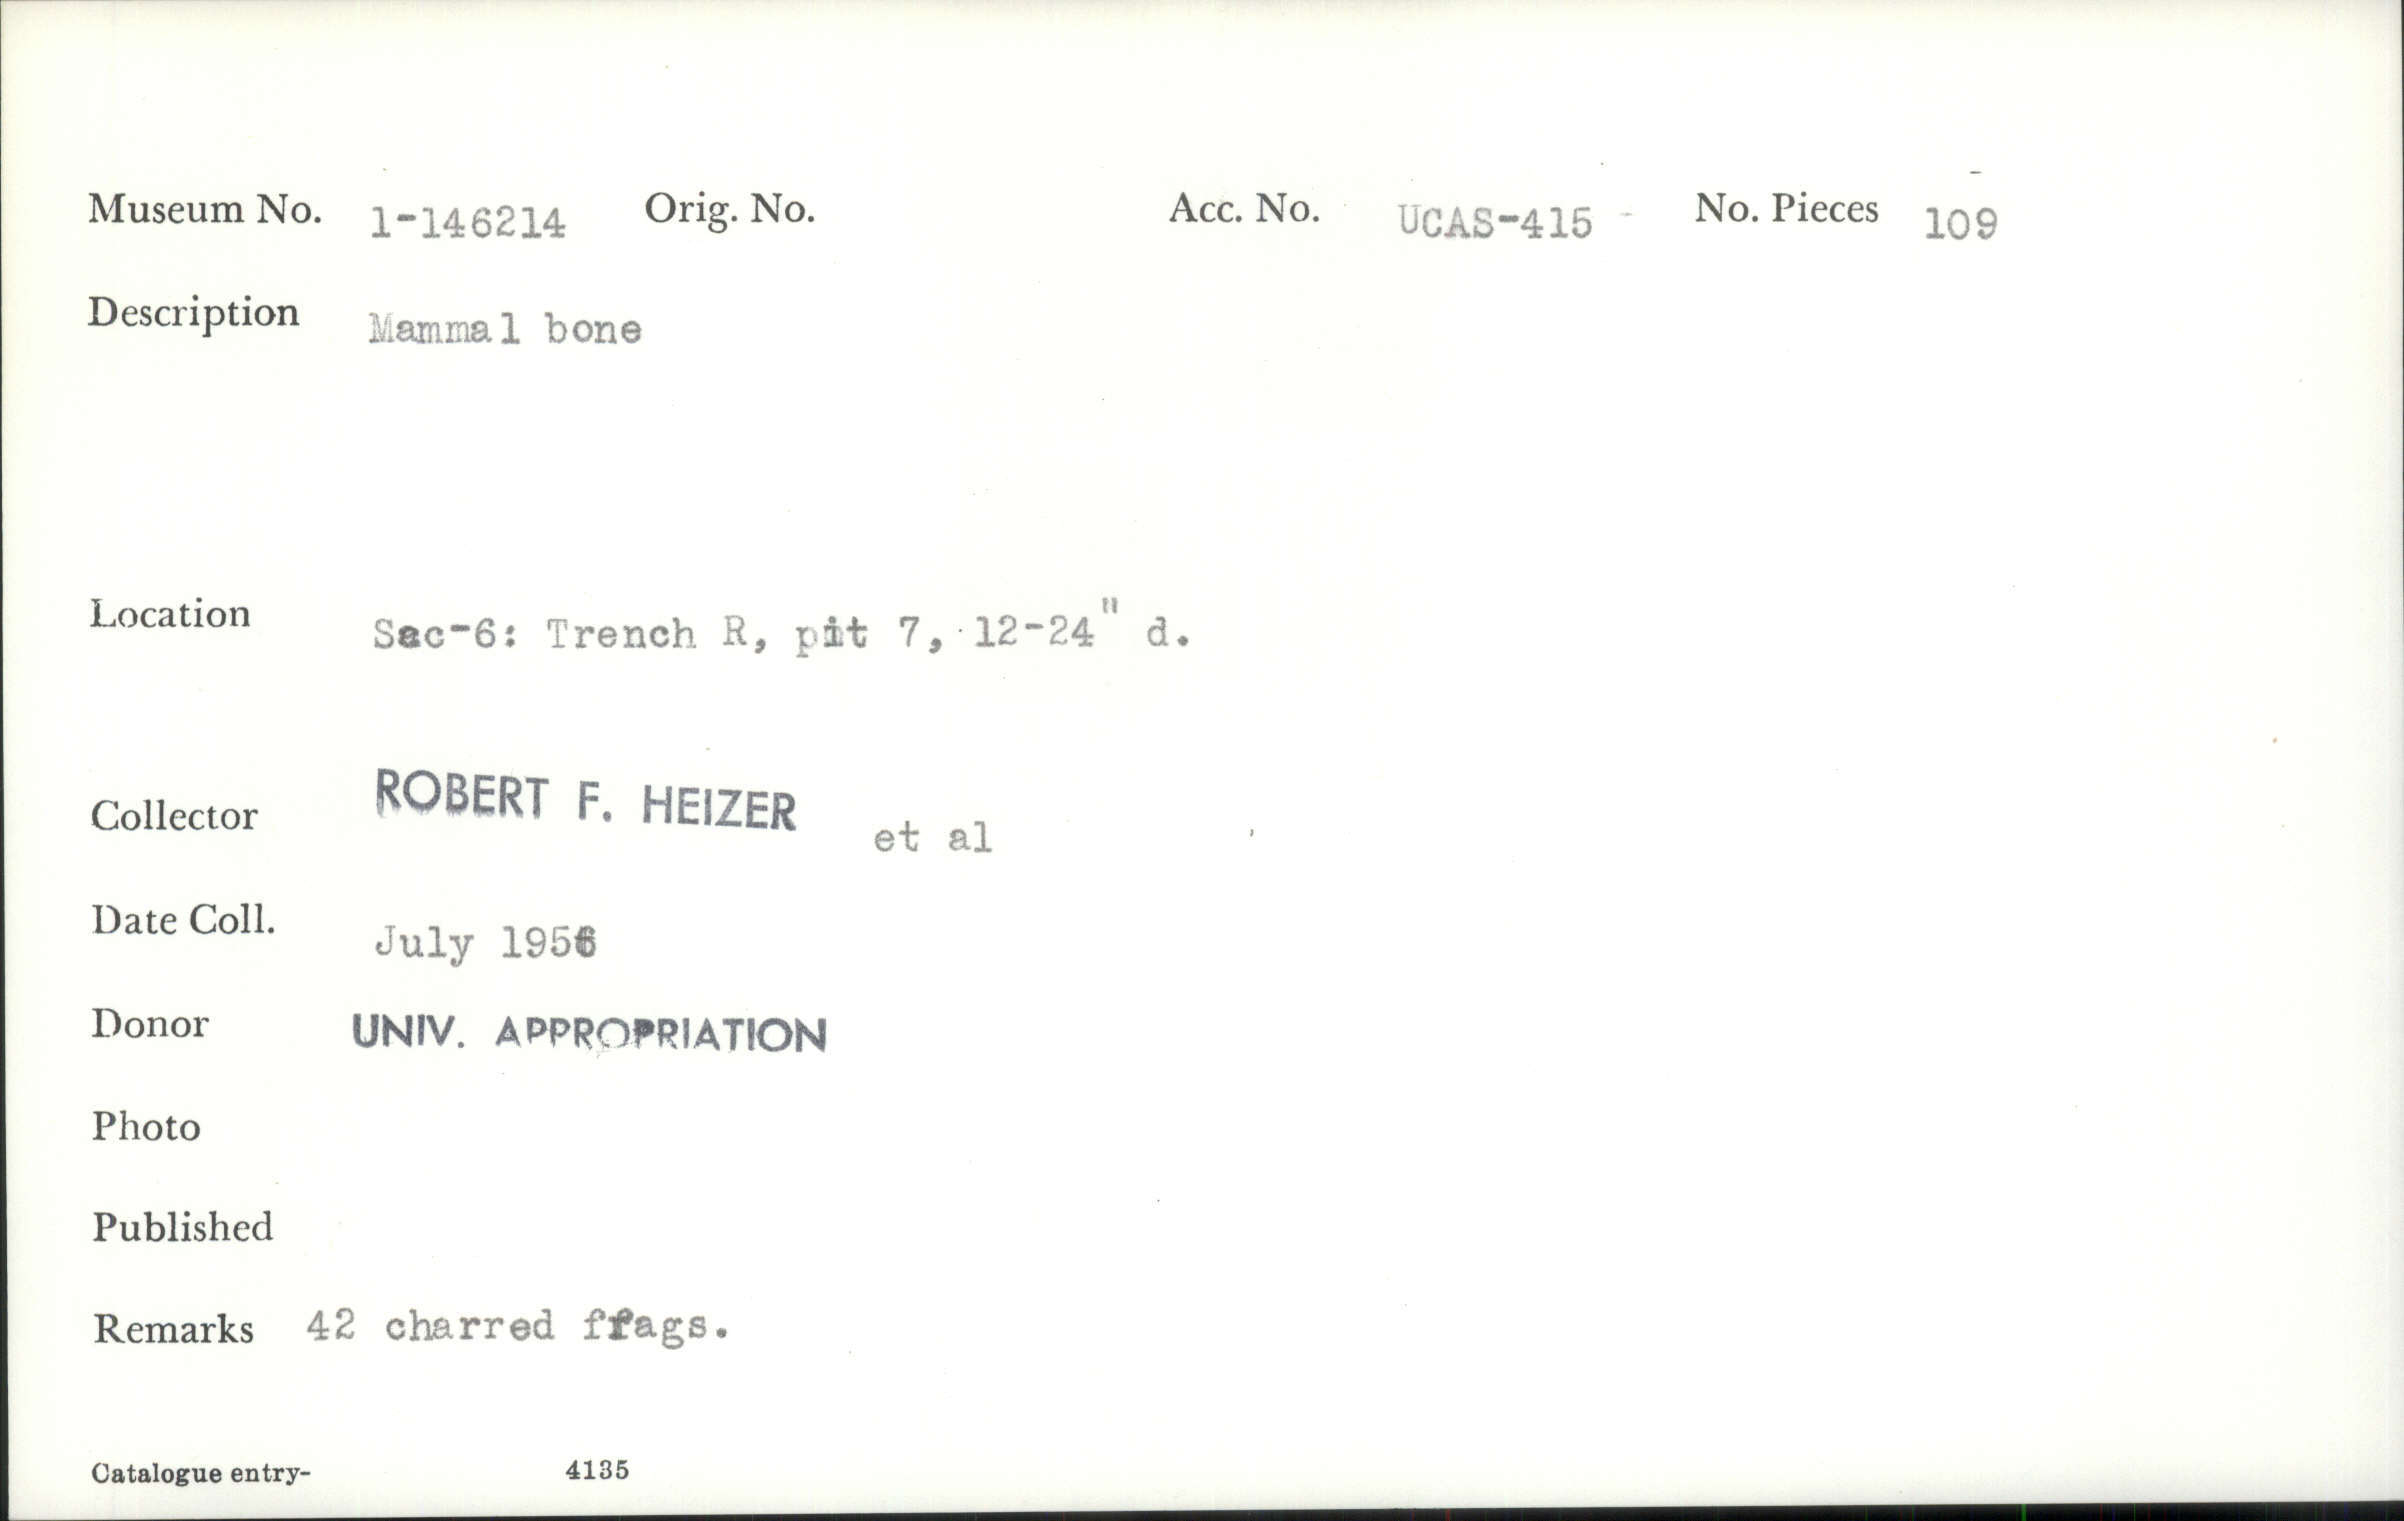 Museum No. 1-146214 Orig. No. Acc. No. UCAS-415 No. Pieces 109
Description Mammal bone
Location Sac-6: Trench R, pit 7, 12-24" d.
Collector ROBERT F. HEIZER et al
Date Coll. July 1956
Donor UNIV. APPROPRIATION
Photo
Published
Remarks 42 charred frags.
Catalogue entry- 4135